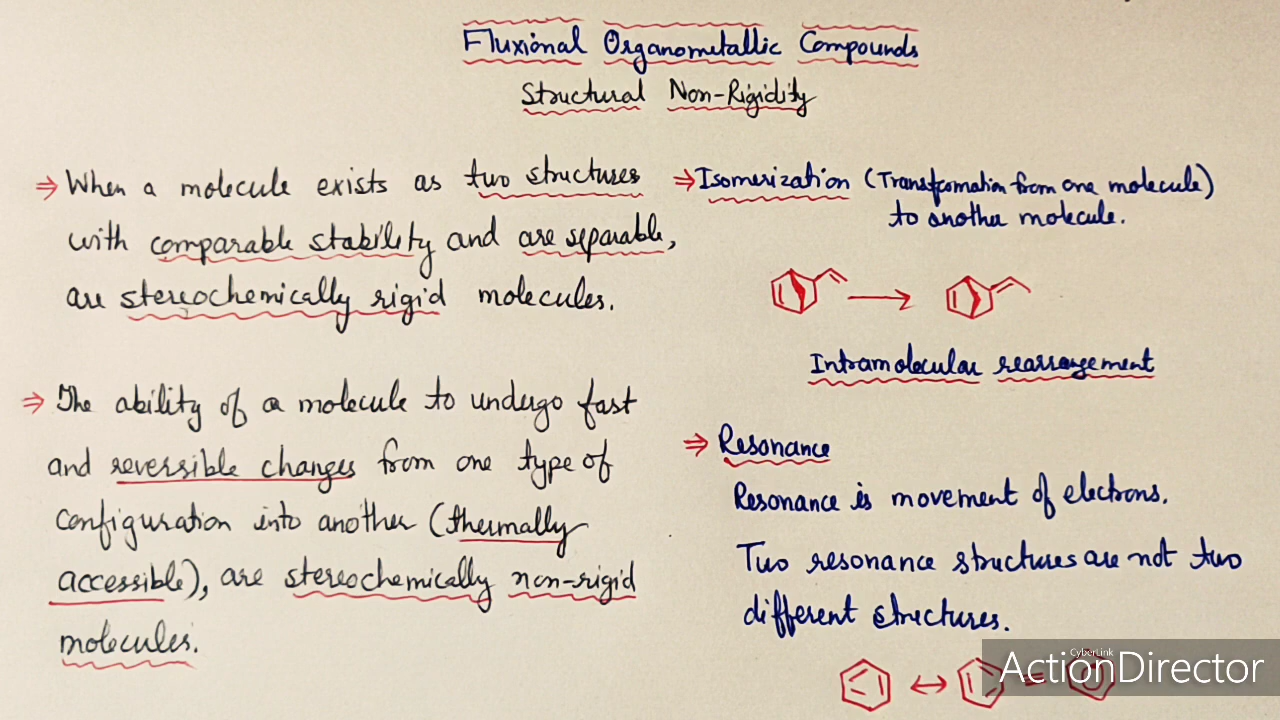 Fluxional Organometallic Compounds
Structural Non-Rigidity
⇒ When a molecule exists as two structures
with comparable stability and are separable,
are stereochemically rigid molecules.
⇒ The ability of a molecule to undergo fast
and reversible changes from one type of
configuration into another (thermally
accessible), are stereochemically non-rigid
molecules.
⇒ Isomerization (Transformation from one molecule)
to another molecule.
Intramolecular rearrangement
⇒ Resonance
Resonance is movement of electrons.
Two resonance structures are not two
different structures.
CyberLink
ActionDirector